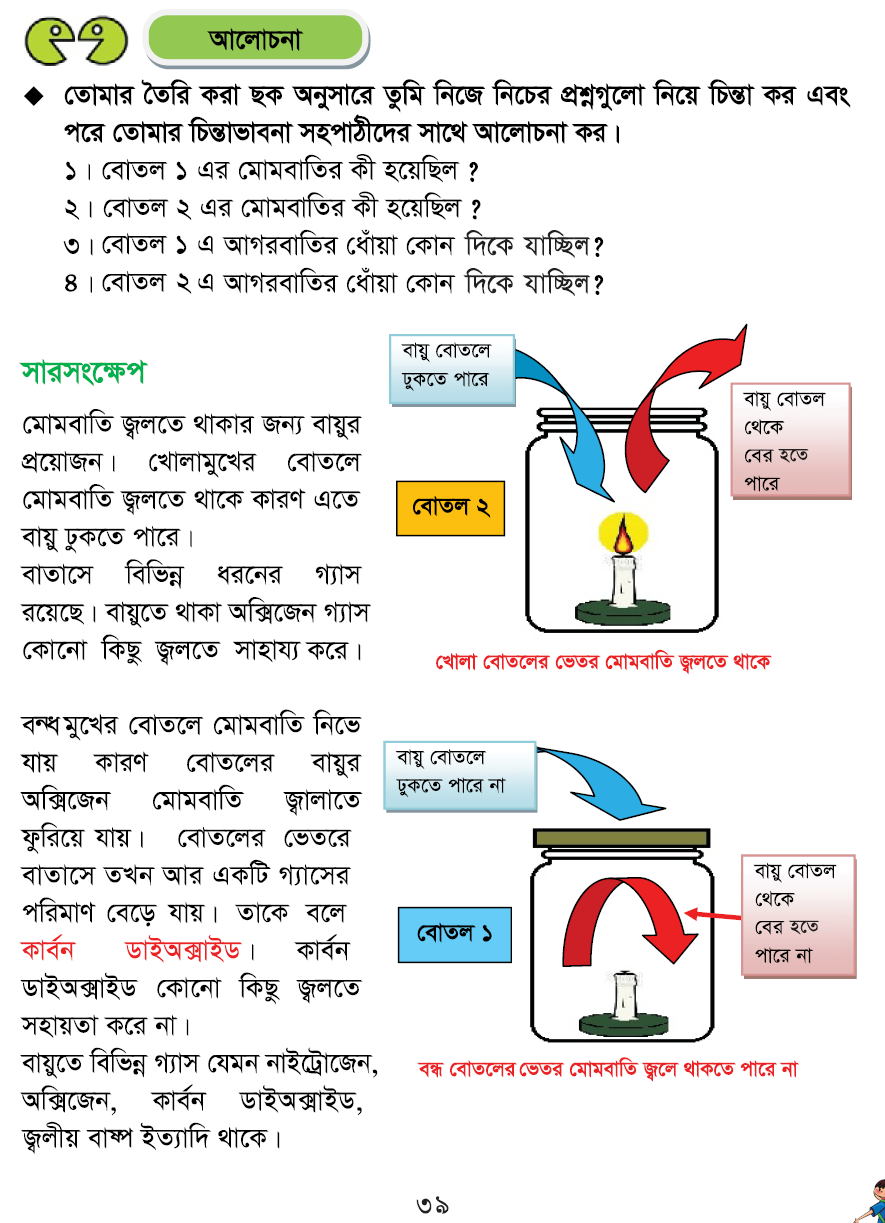 আলোচনা
◆ তোমার তৈরি করা ছক অনুসারে তুমি নিজে নিচের প্রশ্নগুলো নিয়ে চিন্তা কর এবং
পরে তোমার চিন্তাভাবনা সহপাঠীদের সাথে আলোচনা কর।
১। বোতল ১ এর মোমবাতির কী হয়েছিল ?
২। বোতল ২ এর মোমবাতির কী হয়েছিল ?
৩। বোতল ১ এ আগরবাতির ধোঁয়া কোন দিকে যাচ্ছিল?
৪। বোতল ২ এ আগরবাতির ধোঁয়া কোন দিকে যাচ্ছিল?
সারসংক্ষেপ
মোমবাতি জ্বলতে থাকার জন্য বায়ুর
প্রয়োজন। খোলামুখের বোতলে
মোমবাতি জ্বলতে থাকে কারণ এতে
বায়ু ঢুকতে পারে।
বাতাসে বিভিন্ন ধরনের গ্যাস
রয়েছে। বায়ুতে থাকা অক্সিজেন গ্যাস
কোনো কিছু জ্বলতে সাহায্য করে।
বায়ু বোতলে
ঢুকতে পারে
বায়ু বোতল
থেকে
বের হতে
পারে
বোতল ২
খোলা বোতলের ভেতর মোমবাতি জ্বলতে থাকে
বন্ধ মুখের বোতলে মোমবাতি নিভে
যায় কারণ বোতলের বায়ুর
অক্সিজেন মোমবাতি জ্বালাতে
ফুরিয়ে যায়। বোতলের ভেতরে
বাতাসে তখন আর একটি গ্যাসের
পরিমাণ বেড়ে যায়। তাকে বলে
কার্বন ডাইঅক্সাইড। কার্বন
ডাইঅক্সাইড কোনো কিছু জ্বলতে
সহায়তা করে না।
বায়ুতে বিভিন্ন গ্যাস যেমন নাইট্রোজেন,
অক্সিজেন, কার্বন ডাইঅক্সাইড,
জ্বলীয় বাষ্প ইত্যাদি থাকে।
বায়ু বোতলে
ঢুকতে পারে না
বায়ু বোতল
থেকে
বের হতে
পারে না
বোতল ১
বন্ধ বোতলের ভেতর মোমবাতি জ্বলে থাকতে পারে না
৩৯